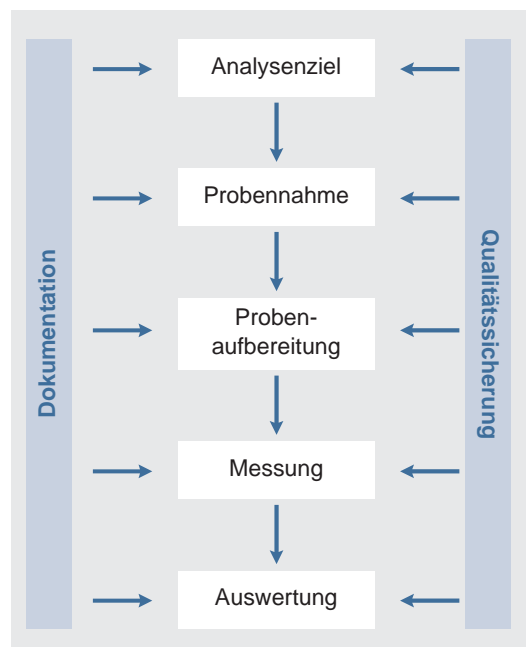 Analysenziel
Probennahme
Proben-
aufbereitung
Messung
Auswertung
Dokumentation
Qualitätssicherung